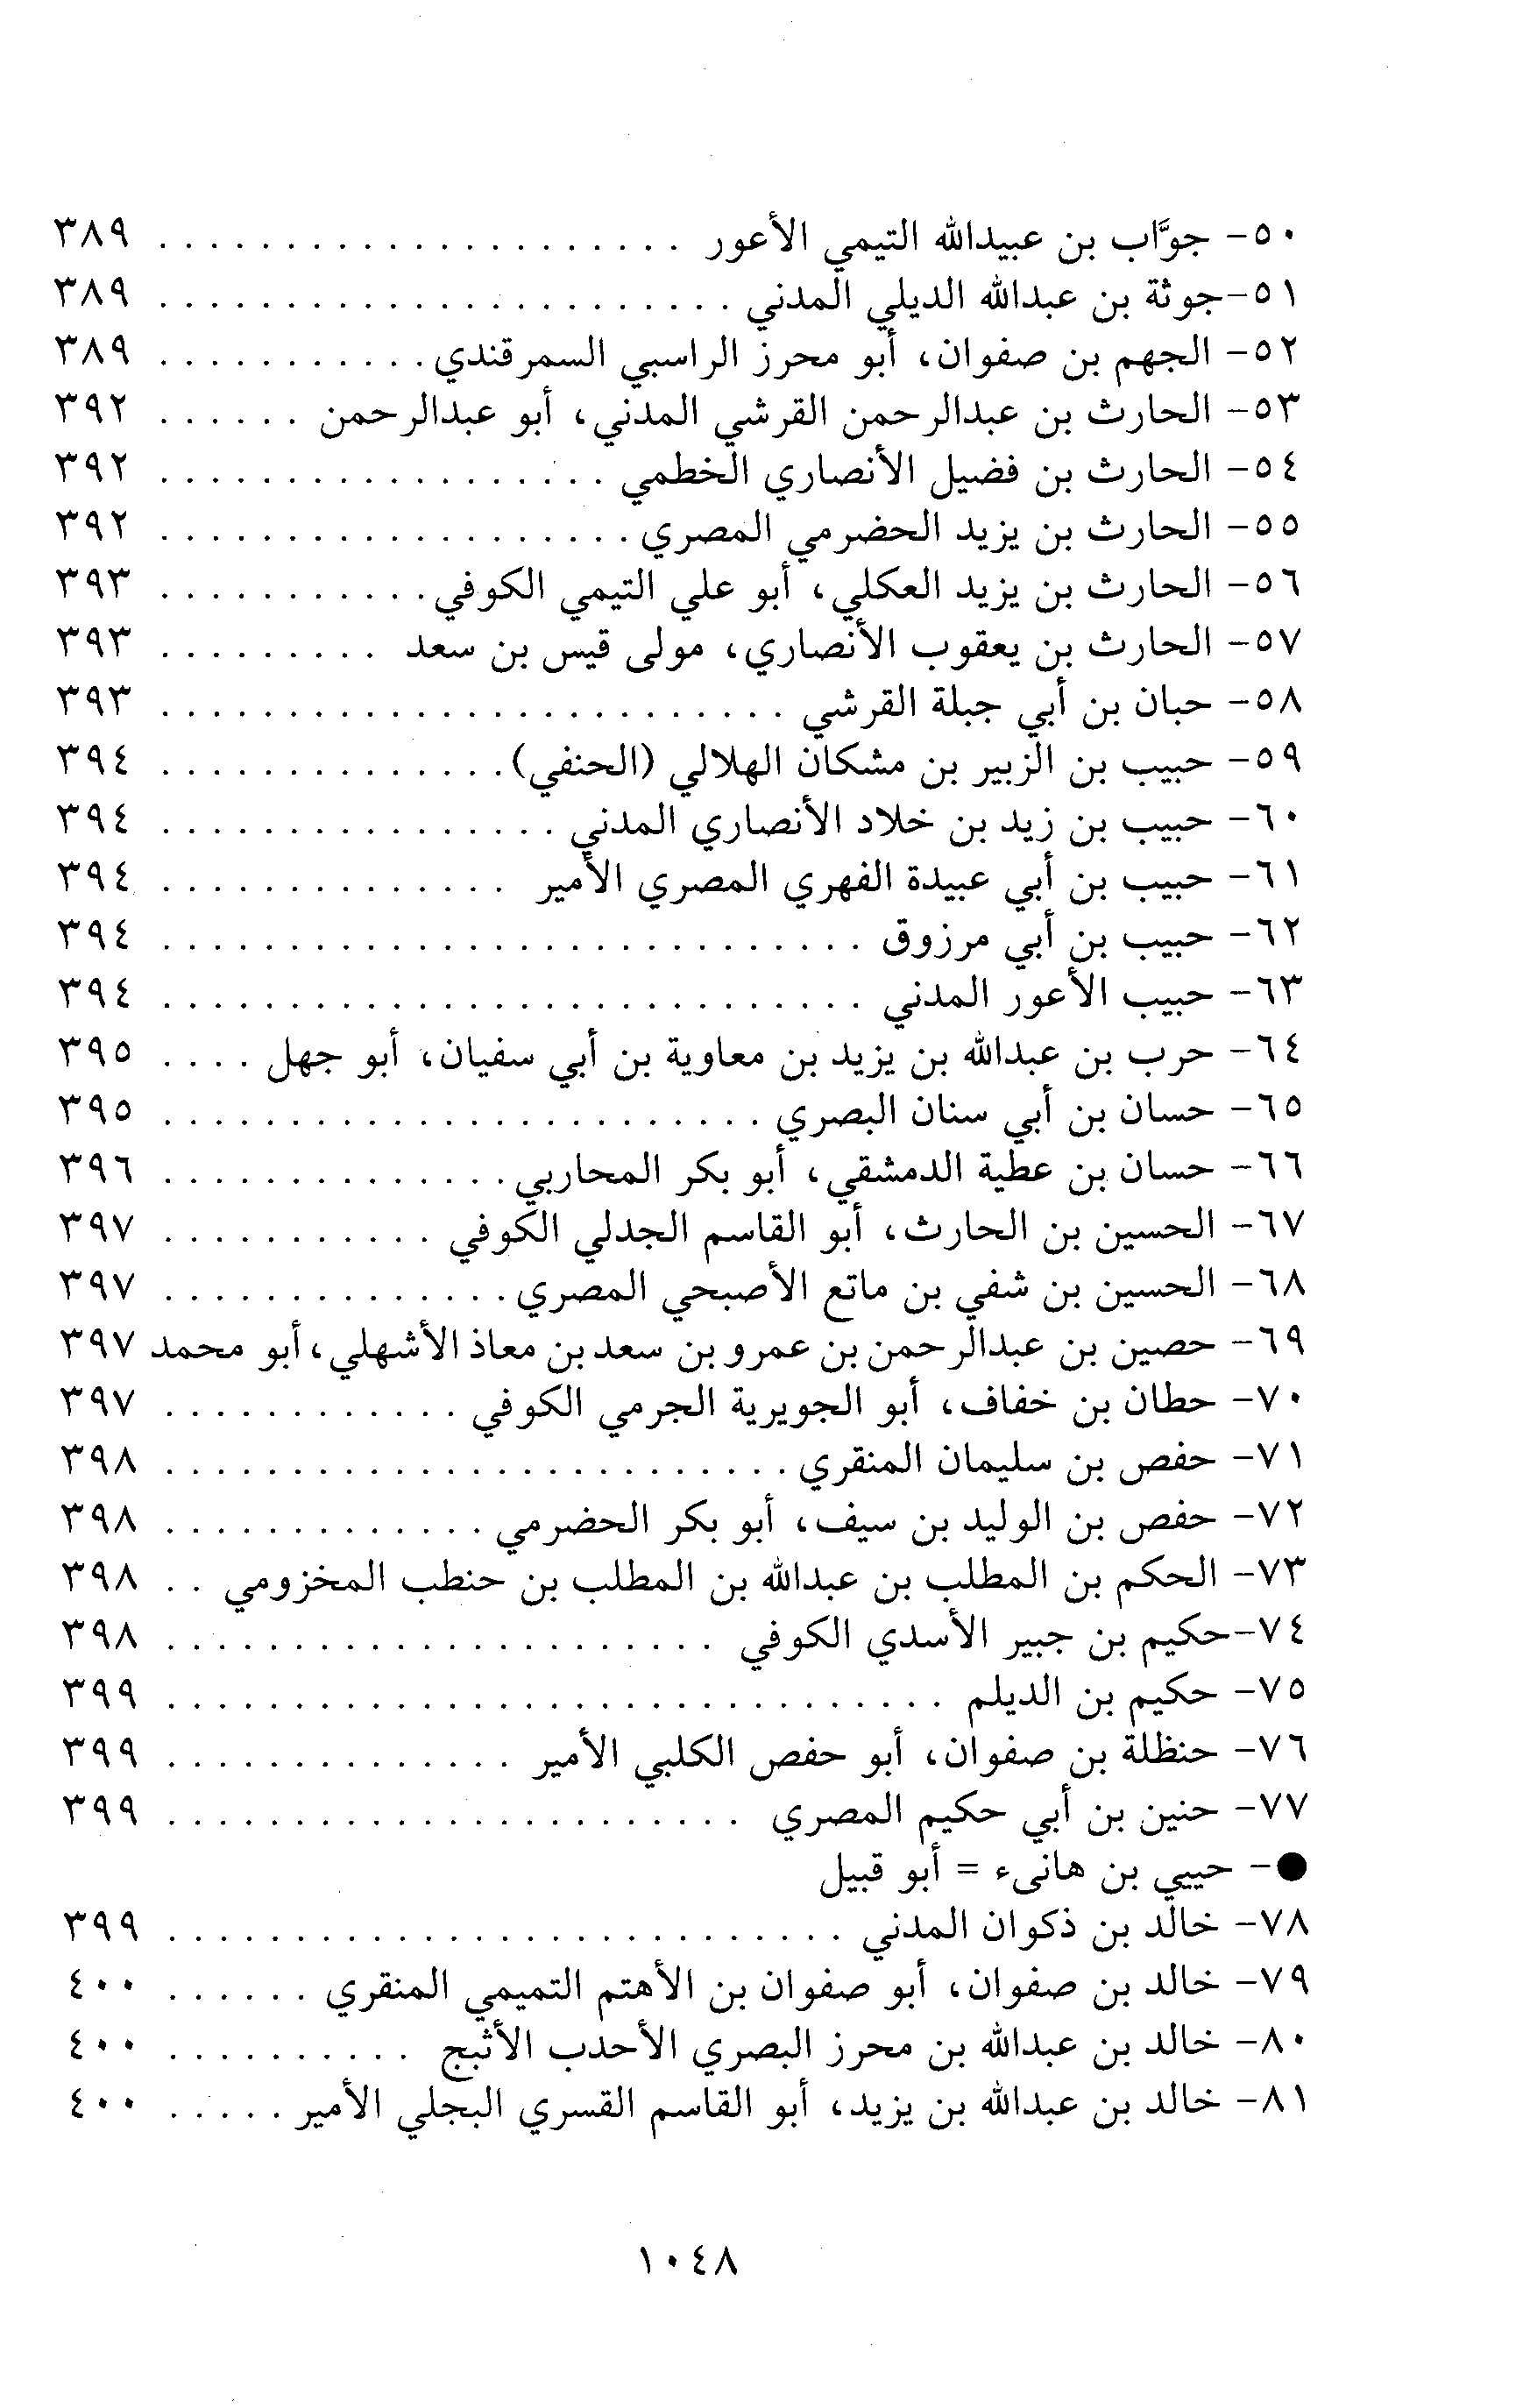 ٥٠- جوَّاب بن عبيدالله التيمي الأعور . . . . . . . . . . . . . . . . . . . . . ٣٨٩
٥١-جوثة بن عبدالله الديلي المدني . . . . . . . . . . . . . . . . . . . . . . . ٣٨٩
٥٢- الجهم بن صفوان، أبو محرز الراسبي السمرقندي . . . . . . . . . . . ٣٨٩
٥٣- الحارث بن عبدالرحمن القرشي المدني، أبو عبدالرحمن . . . . . . ٣٩٢
٥٤- الحارث بن فضيل الأنصاري الخطمي . . . . . . . . . . . . . . . . . . ٣٩٢
٥٥- الحارث بن يزيد الحضرمي المصري . . . . . . . . . . . . . . . . . . . ٣٩٢
٥٦- الحارث بن يزيد العكلي، أبو علي التيمي الكوفي . . . . . . . . . . . ٣٩٣
٥٧- الحارث بن يعقوب الأنصاري، مولى قيس بن سعد . . . . . . . . . ٣٩٣
٥٨- حبان بن أبي جبلة القرشي . . . . . . . . . . . . . . . . . . . . . . . . . ٣٩٣
٥٩- حبيب بن الزبير بن مشكان الهلالي (الحنفي) . . . . . . . . . . . . . . ٣٩٤
٦٠- حبيب بن زيد بن خلاد الأنصاري المدني . . . . . . . . . . . . . . . . ٣٩٤
٦١- حبيب بن أبي عبيدة الفهري المصري الأمير . . . . . . . . . . . . . . ٣٩٤
٦٢- حبيب بن أبي مرزوق . . . . . . . . . . . . . . . . . . . . . . . . . . . . ٣٩٤
٦٣- حبيب الأعور المدني . . . . . . . . . . . . . . . . . . . . . . . . . . . . ٣٩٤
٦٤- حرب بن عبدالله بن يزيد بن معاوية بن أبي سفيان، أبو جهل . . . . ٣٩٥
٦٥- حسان بن أبي سنان البصري . . . . . . . . . . . . . . . . . . . . . . . . ٣٩٥
٦٦- حسان بن عطية الدمشقي، أبو بكر المحاربي . . . . . . . . . . . . . . ٣٩٦
٦٧- الحسين بن الحارث، أبو القاسم الجدلي الكوفي . . . . . . . . . . . ٣٩٧
٦٨- الحسين بن شفي بن ماتع الأصبحي المصري . . . . . . . . . . . . . . ٣٩٧
٦٩- حصين بن عبدالرحمن بن عمرو بن سعد بن معاذ الأشهلي، أبو محمد ٣٩٧
٧٠- حطان بن خفاف، أبو الجويرية الجرمي الكوفي . . . . . . . . . . . . ٣٩٧
٧١- حفص بن سليمان المنقري . . . . . . . . . . . . . . . . . . . . . . . . . ٣٩٨
٧٢- حفص بن الوليد بن سيف، أبو بكر الحضرمي . . . . . . . . . . . . . ٣٩٨
٧٣- الحكم بن المطلب بن عبدالله بن المطلب بن حنطب المخزومي . . ٣٩٨
٧٤-حكيم بن جبير الأسدي الكوفي . . . . . . . . . . . . . . . . . . . . . . ٣٩٨
٧٥- حكيم بن الديلم . . . . . . . . . . . . . . . . . . . . . . . . . . . . . . . ٣٩٩
٧٦- حنظلة بن صفوان، أبو حفص الكلبي الأمير . . . . . . . . . . . . . . ٣٩٩
٧٧- حنين بن أبي حكيم المصري . . . . . . . . . . . . . . . . . . . . . . . ٣٩٩
●- حيي بن هانىء = أبو قبيل
٧٨- خالد بن ذكوان المدني . . . . . . . . . . . . . . . . . . . . . . . . . . . ٣٩٩
٧٩- خالد بن صفوان، أبو صفوان بن الأهتم التميمي المنقري . . . . . . ٤٠٠
٨٠- خالد بن عبدالله بن محرز البصري الأحدب الأثبج . . . . . . . . . . ٤٠٠
٨١- خالد بن عبدالله بن يزيد، أبو القاسم القسري البجلي الأمير . . . . . ٤٠٠
١٠٤٨